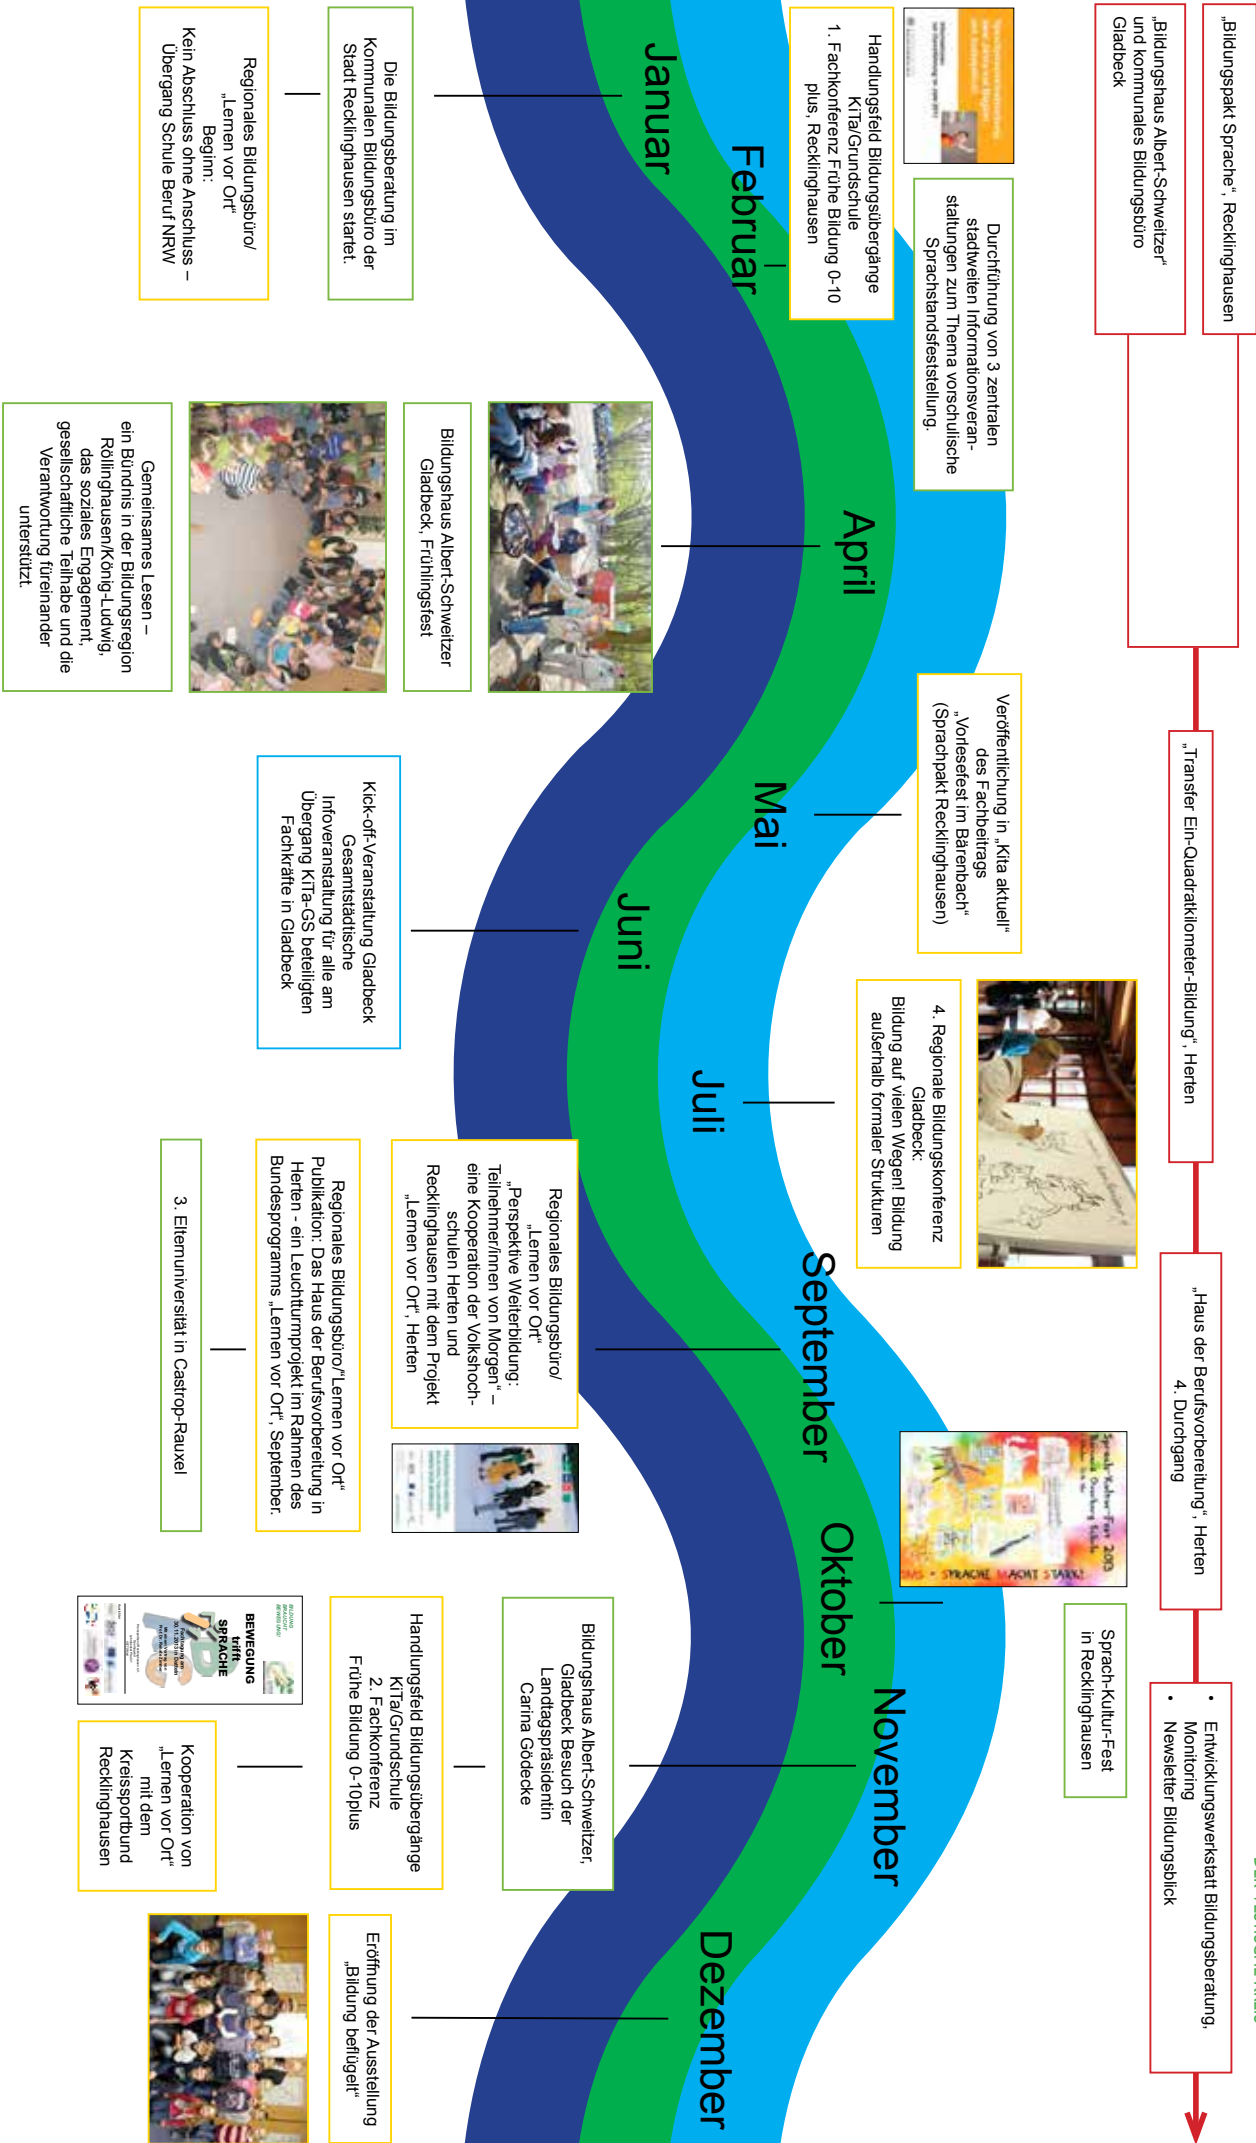 „Bildungspakt Sprache“, Recklinghausen
„Bildungshaus Albert-Schweitzer“
und kommunales Bildungsbüro
Gladbeck
„Transfer Ein-Quadratkilometer-Bildung“, Herten
„Haus der Berufsvorbereitung“, Herten
4. Durchgang
• Entwicklungswerkstatt Bildungsberatung,
Monitoring
• Newsletter Bildungsblick
Durchführung von 3 zentralen
stadtweiten Informationsveran-
staltungen zum Thema vorschulische
Sprachstandsfeststellung.
Handlungsfeld Bildungsübergänge
KiTa/Grundschule
1. Fachkonferenz Frühe Bildung 0-10
plus, Recklinghausen
Veröffentlichung in „Kita aktuell“
des Fachbeitrags
„Vorlesefest im Bärenbach“
(Sprachpakt Recklinghausen)
4. Regionale Bildungskonferenz
Gladbeck:
Bildung auf vielen Wegen! Bildung
außerhalb formaler Strukturen
Sprach-Kultur-Fest 2013
SMS - SPRACHE MACHT STARK!
Sprach-Kultur-Fest
in Recklinghausen
Januar
Februar
April
Mai
Juni
Juli
September
Oktober
November
Dezember
Die Bildungsberatung im
Kommunalen Bildungsbüro der
Stadt Recklinghausen startet.
Regionales Bildungsbüro/
„Lernen vor Ort“
Beginn:
Kein Abschluss ohne Anschluss –
Übergang Schule Beruf NRW
Bildungshaus Albert-Schweitzer
Gladbeck, Frühlingsfest
Gemeinsames Lesen –
ein Bündnis in der Bildungsregion
Röllinghausen/König-Ludwig,
das soziales Engagement,
gesellschaftliche Teilhabe und die
Verantwortung füreinander
unterstützt.
Kick-off-Veranstaltung Gladbeck
Gesamtstädtische
Infoveranstaltung für alle am
Übergang KiTa-GS beteiligten
Fachkräfte in Gladbeck
Regionales Bildungsbüro/
„Lernen vor Ort“
„Perspektive Weiterbildung:
Teilnehmer/innen von Morgen“ –
eine Kooperation der Volkshoch-
schulen Herten und
Recklinghausen mit dem Projekt
„Lernen vor Ort“, Herten
Regionales Bildungsbüro/“Lernen vor Ort“
Publikation: Das Haus der Berufsvorbereitung in
Herten - ein Leuchtturmprojekt im Rahmen des
Bundesprogramms „Lernen vor Ort“, September.
3. Elternuniversität in Castrop-Rauxel
Bildungshaus Albert-Schweitzer,
Gladbeck Besuch der
Landtagspräsidentin
Carina Gödecke
Handlungsfeld Bildungsübergänge
KiTa/Grundschule
2. Fachkonferenz
Frühe Bildung 0-10plus
BILDUNG
BRAUCHT
BEWEGUNG!
BEWEGUNG
trifft
SPRACHE
Kooperation von
„Lernen vor Ort“
mit dem
Kreissportbund
Recklinghausen
Eröffnung der Ausstellung
„Bildung beflügelt“